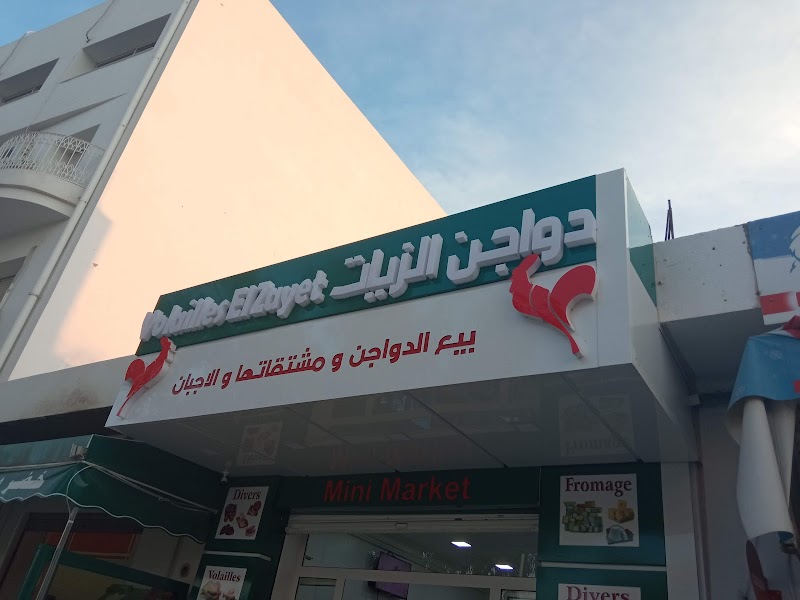 دواجن الزيات Volailles ElZayet
بيع الدواجن و مشتقاتها و الاجبان
Mini Market
Divers
Fromage
Volailles
Divers